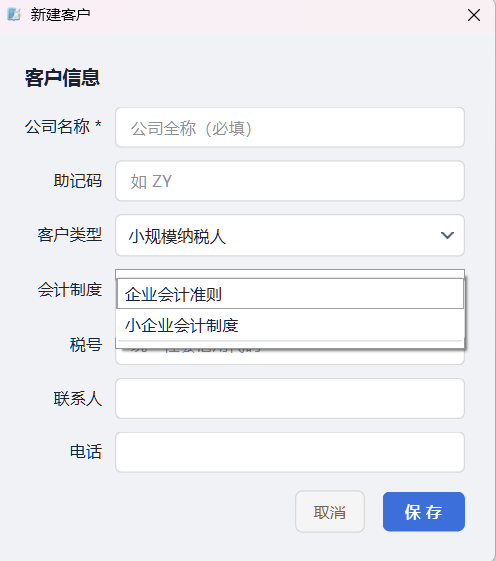 新建客户
客户信息
公司名称 *
公司全称（必填）
助记码
如 ZY
客户类型
小规模纳税人
会计制度
企业会计准则
小企业会计制度
税号
联系人
电话
取消
保 存